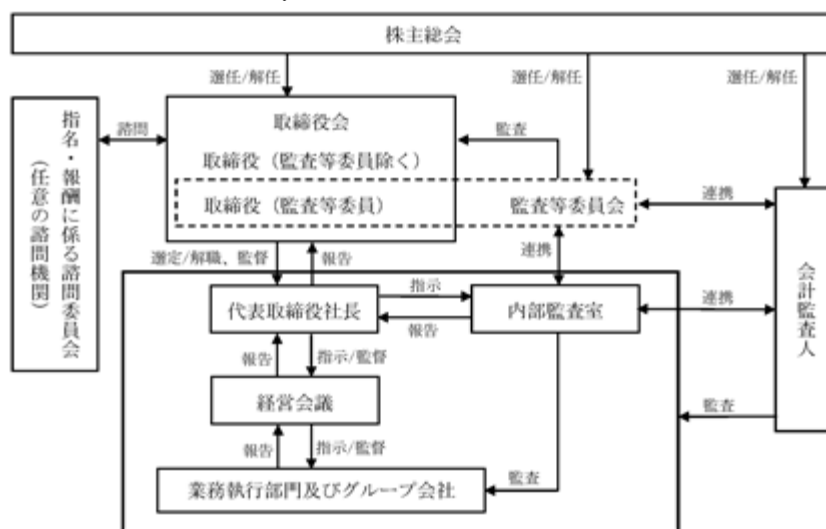 株主総会
選任/解任
選任/解任
選任/解任
指名・報酬に係る諮問委員会
(任意の諮問機関)
諮問
取締役会
取締役(監査等委員除く)
取締役(監査等委員)
監査
監査等委員会
連携
会計監査人
選定/解職、監督
報告
連携
代表取締役社長
指示
報告
内部監査室
連携
報告
指示/監督
経営会議
監査
報告
指示/監督
業務執行部門及びグループ会社
監査